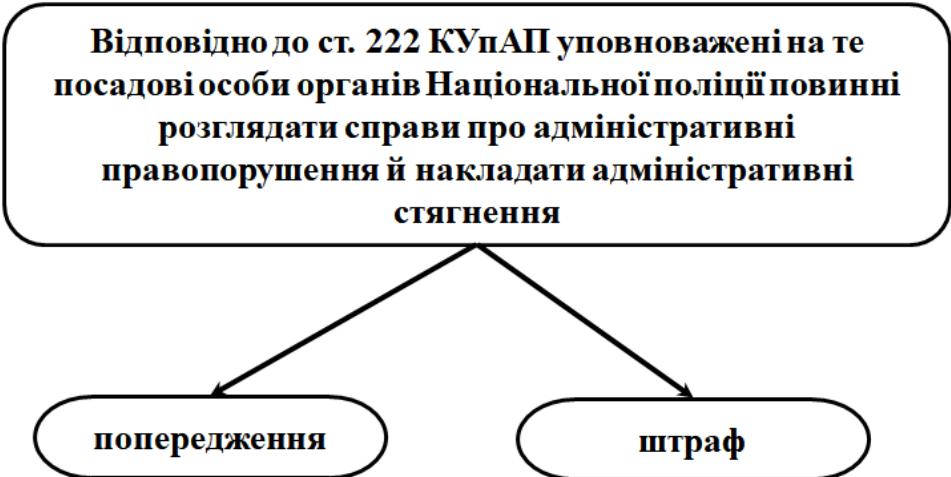 Відповідно до ст. 222 КУпАП уповноважені на те
посадові особи органів Національної поліції повинні
розглядати справи про адміністративні
правопорушення й накладати адміністративні
стягнення
попередження
штраф